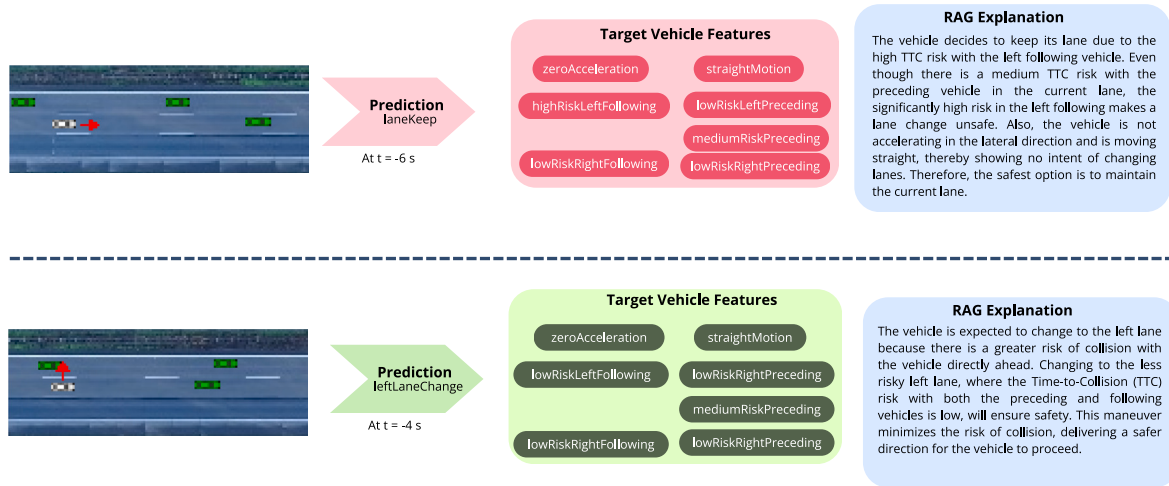 Prediction
laneKeep
At t = -6 s
Target Vehicle Features
zeroAcceleration
straightMotion
highRiskLeftFollowing
lowRiskLeftPreceding
mediumRiskPreceding
lowRiskRightFollowing
lowRiskRightPreceding
RAG Explanation
The vehicle decides to keep its lane due to the
high TTC risk with the left following vehicle. Even
though there is a medium TTC risk with the
preceding vehicle in the current lane, the
significantly high risk in the left following makes a
lane change unsafe. Also, the vehicle is not
accelerating in the lateral direction and is moving
straight, thereby showing no intent of changing
lanes. Therefore, the safest option is to maintain
the current lane.
Prediction
leftLaneChange
At t = -4 s
Target Vehicle Features
zeroAcceleration
straightMotion
lowRiskLeftFollowing
lowRiskRightPreceding
mediumRiskPreceding
lowRiskRightFollowing
lowRiskRightPreceding
RAG Explanation
The vehicle is expected to change to the left lane
because there is a greater risk of collision with
the vehicle directly ahead. Changing to the less
risky left lane, where the Time-to-Collision (TTC)
risk with both the preceding and following
vehicles is low, will ensure safety. This maneuver
minimizes the risk of collision, delivering a safer
direction for the vehicle to proceed.